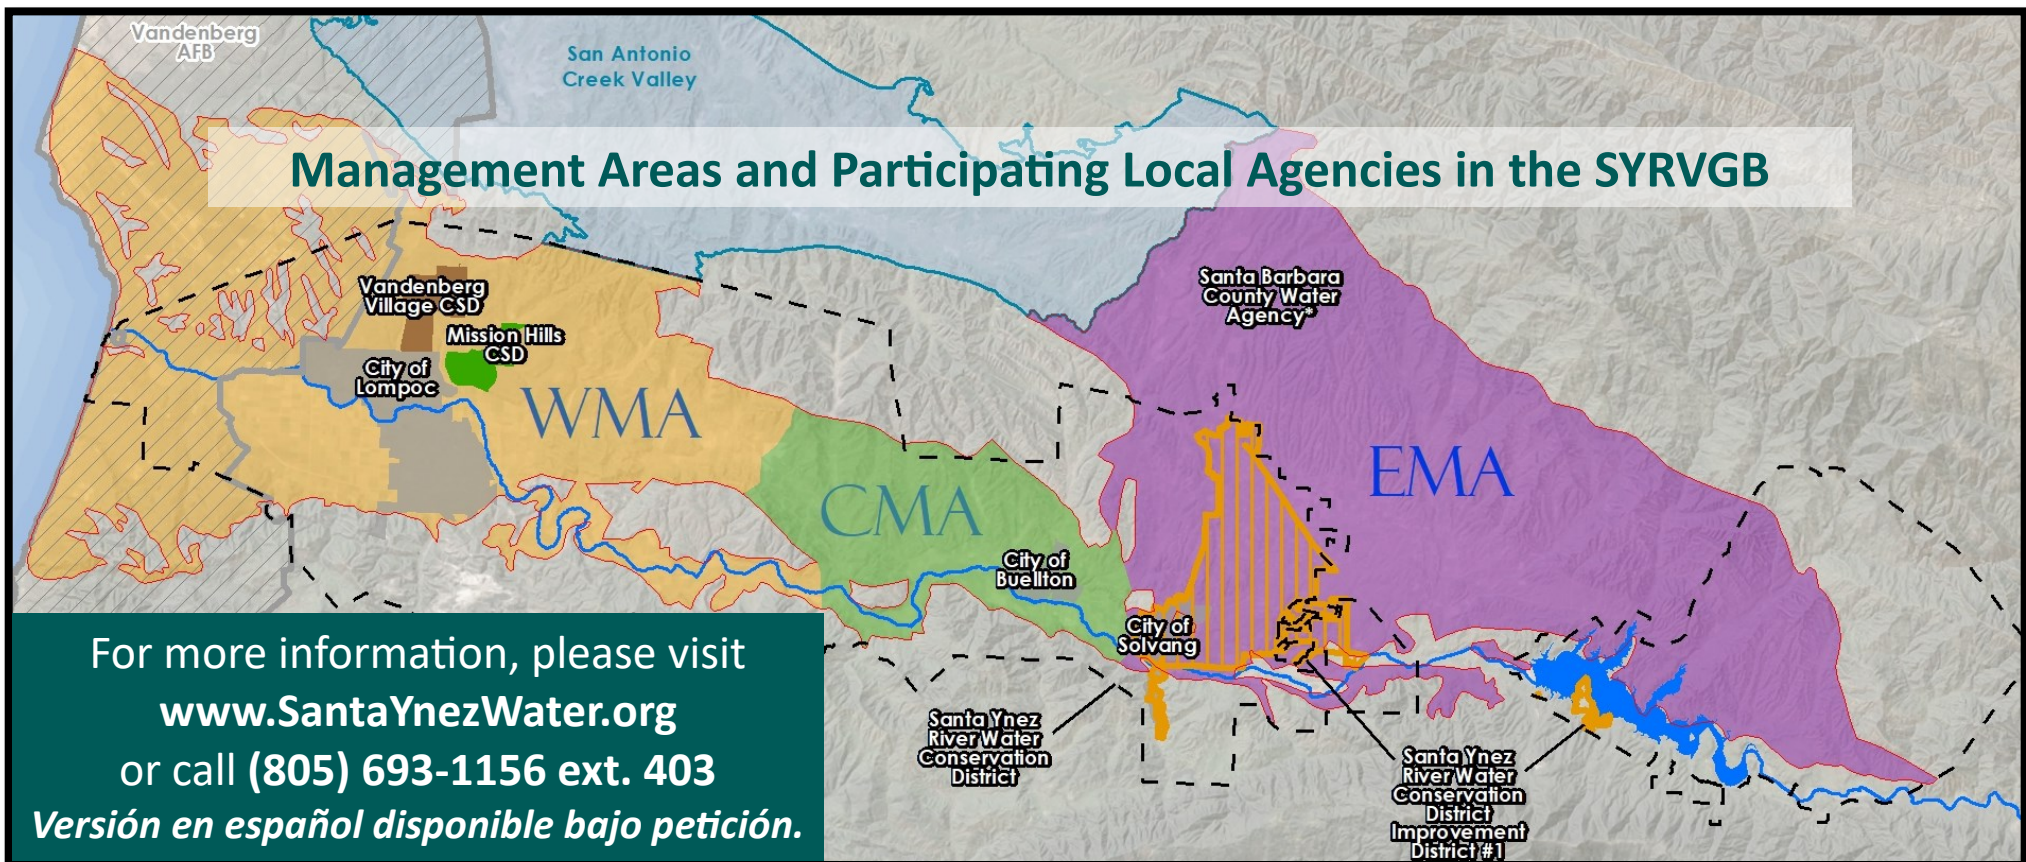 Vandenberg
AFB
San Antonio
Creek Valley
Management Areas and Participating Local Agencies in the SYRVGB
Vandenberg
Village CSD
Mission Hills
CSD
City of
Lompoc
WMA
Santa Barbara
County Water
Agency*
EMA
CMA
City of
Buellton
City of
Solvang
Santa Ynez
River Water
Conservation
District
Santa Ynez
River Water
Conservation
District
Improvement
District #1
For more information, please visit
www.SantaYnezWater.org
or call (805) 693-1156 ext. 403
Versión en español disponible bajo petición.